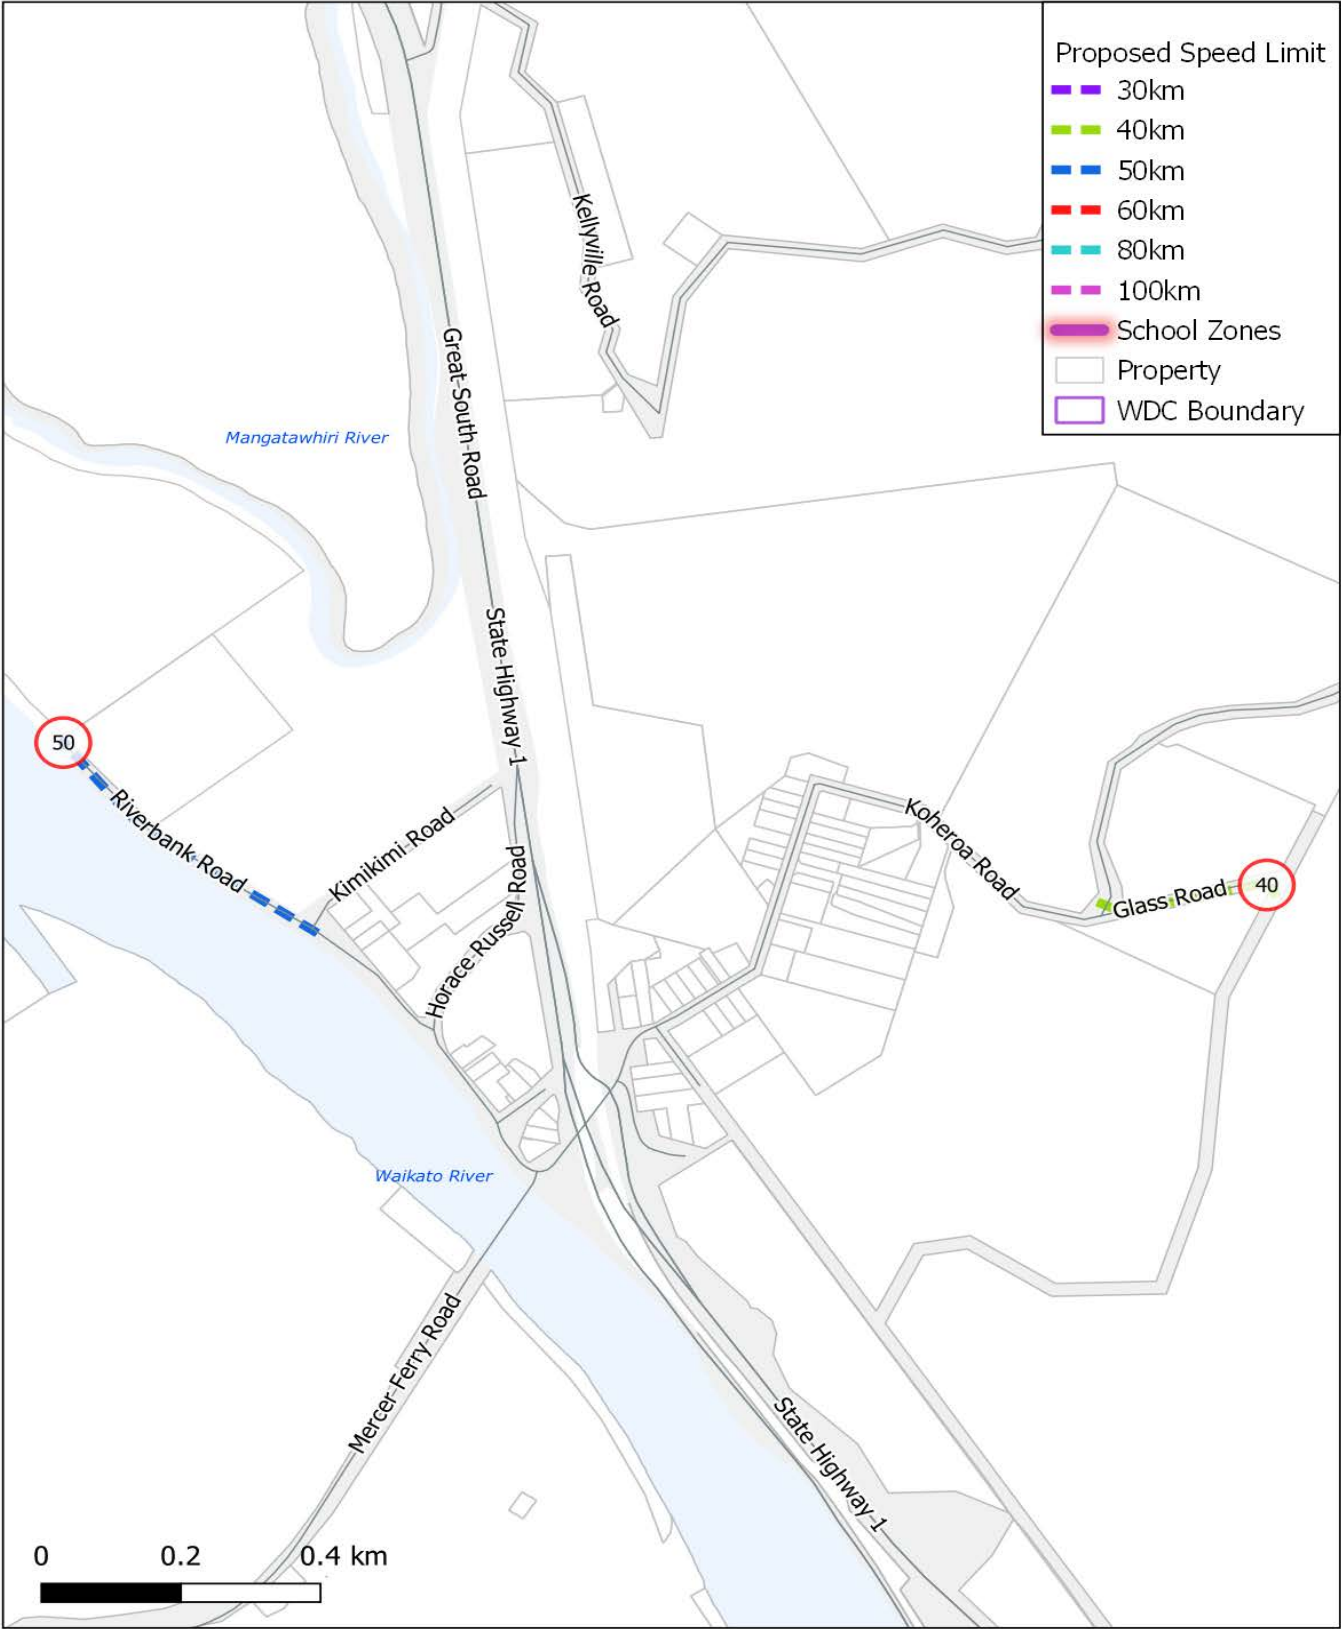 Proposed Speed Limit
30km
40km
50km
60km
80km
100km
School Zones
Property
WDC Boundary
Kellyville Road
Great South Road
Mangatawhiri River
State Highway 1
50
Riverbank Road
Kimikimi Road
Horace Russell Road
Koheroa Road
Glass Road
40
Waikato River
Mercer Ferry Road
State Highway 1
0 0.2 0.4 km